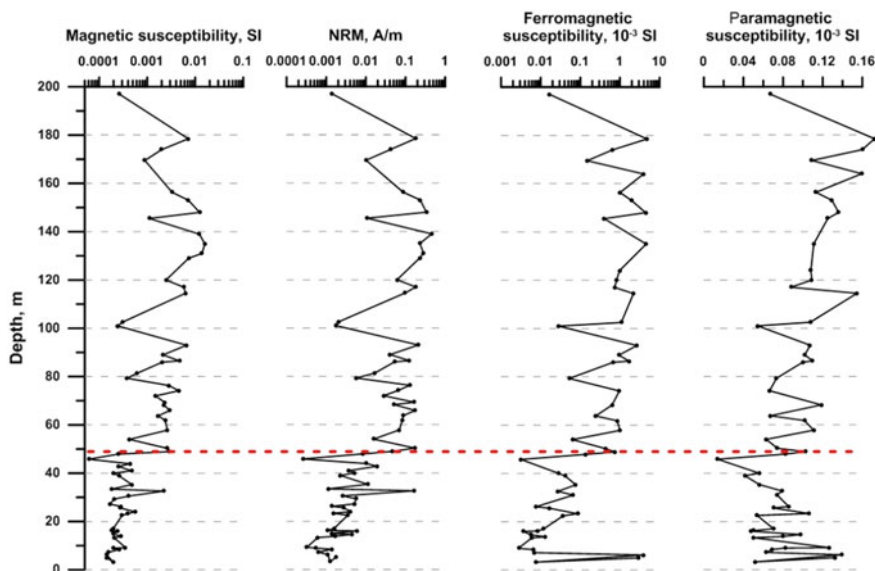 Magnetic susceptibility, SI
NRM, A/m
Ferromagnetic
susceptibility, 10⁻³ SI
Paramagnetic
susceptibility, 10⁻³ SI
0.0001 0.001 0.01 0.1
0.0001 0.001 0.01 0.1 1
0.001 0.01 0.1 1 10
0 0.04 0.08 0.12 0.16
Depth, m
200
180
160
140
120
100
80
60
40
20
0